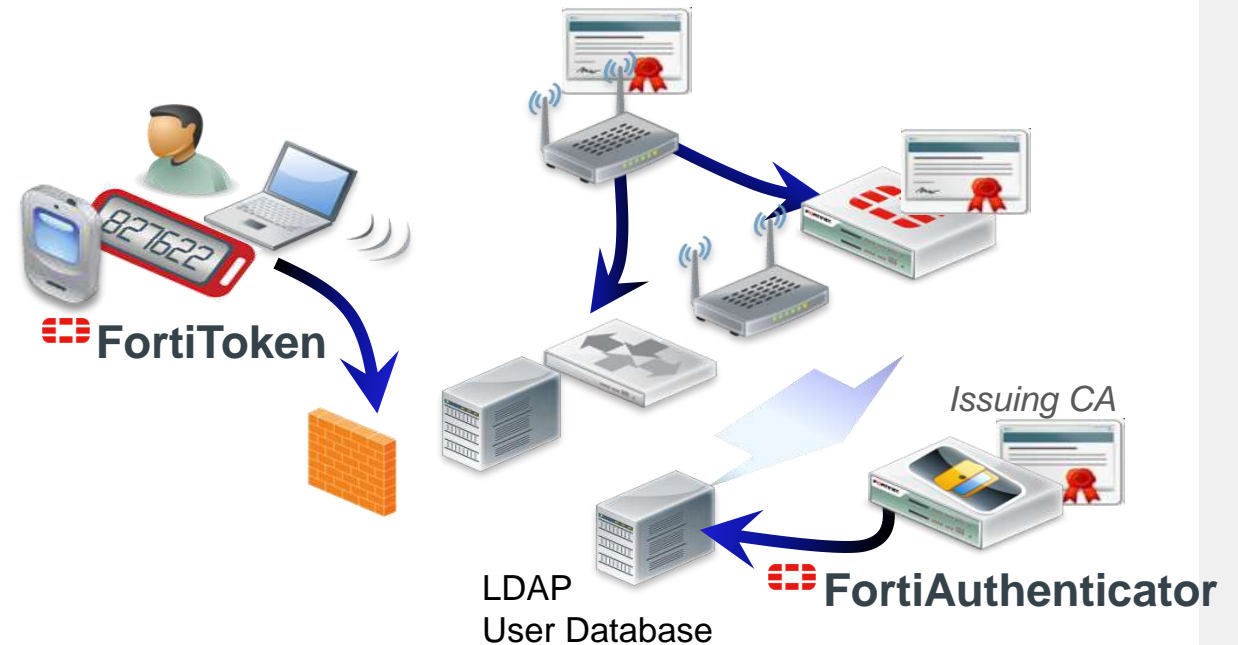 827622
FortiToken
Issuing CA
FortiAuthenticator
LDAP
User Database